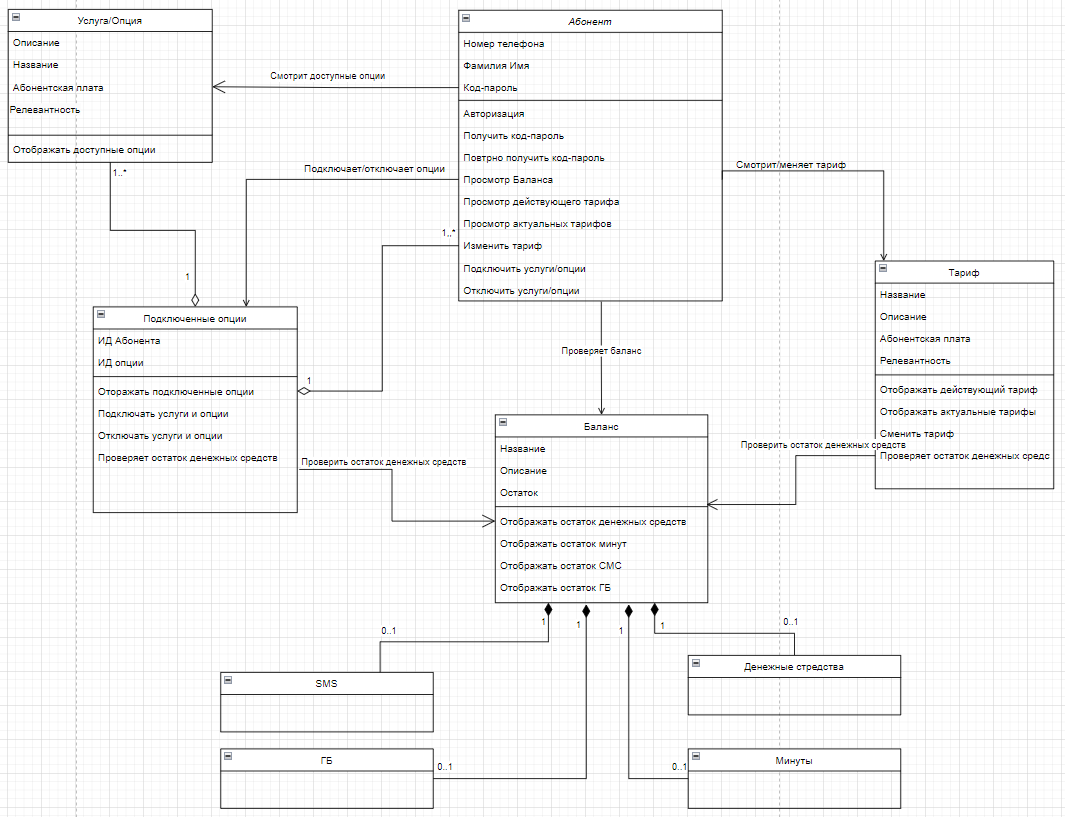 Услуга/Опция
Описание
Название
Абонентская плата
Релевантность
Отображать доступные опции
Абонент
Номер телефона
Фамилия Имя
Код-пароль
Авторизация
Получить код-пароль
Повтрно получить код-пароль
Просмотр Баланса
Просмотр действующего тарифа
Просмотр актуальных тарифов
Изменить тариф
Подключить услуги/опции
Отключить услуги/опции
Смотрит доступные опции
Подключает/отключает опции
Смотрит/меняет тариф
1..*
1
1..*
1
Проверяет баланс
Тариф
Название
Описание
Абонентская плата
Релевантность
Отображать действующий тариф
Отображать актуальные тарифы
Сменить тариф
Проверяет остаток денежных средс
Проверить остаток денежных средств
Подключенные опции
ИД Абонента
ИД опции
Оторажать подключенные опции
Подключать услуги и опции
Отключать услуги и опции
Проверяет остаток денежных средств
Проверить остаток денежных средств
Баланс
Название
Описание
Остаток
Отображать остаток денежных средств
Отображать остаток минут
Отображать остаток СМС
Отображать остаток ГБ
1
1
1
1
0..1
0..1
SMS
Денежные стредства
ГБ
0..1
0..1
Минуты